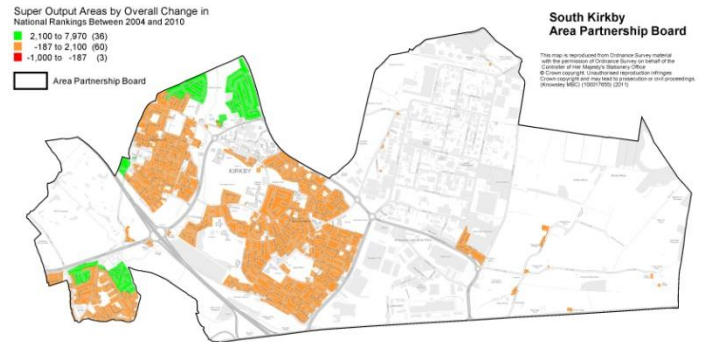 Super Output Areas by Overall Change in
National Rankings Between 2004 and 2010
2,100 to 7,970 (36)
-187 to 2,100 (60)
-1,000 to -187 (3)
Area Partnership Board
South Kirkby
Area Partnership Board
This map is reproduced from Ordnance Survey material
with the permission of Ordnance Survey on behalf of the
Controller of Her Majesty's Stationery Office
© Crown copyright. Unauthorised reproduction infringes
Crown copyright and may lead to prosecution or civil proceedings.
(Knowsley MBC) (100017655) (2011)
KIRKBY